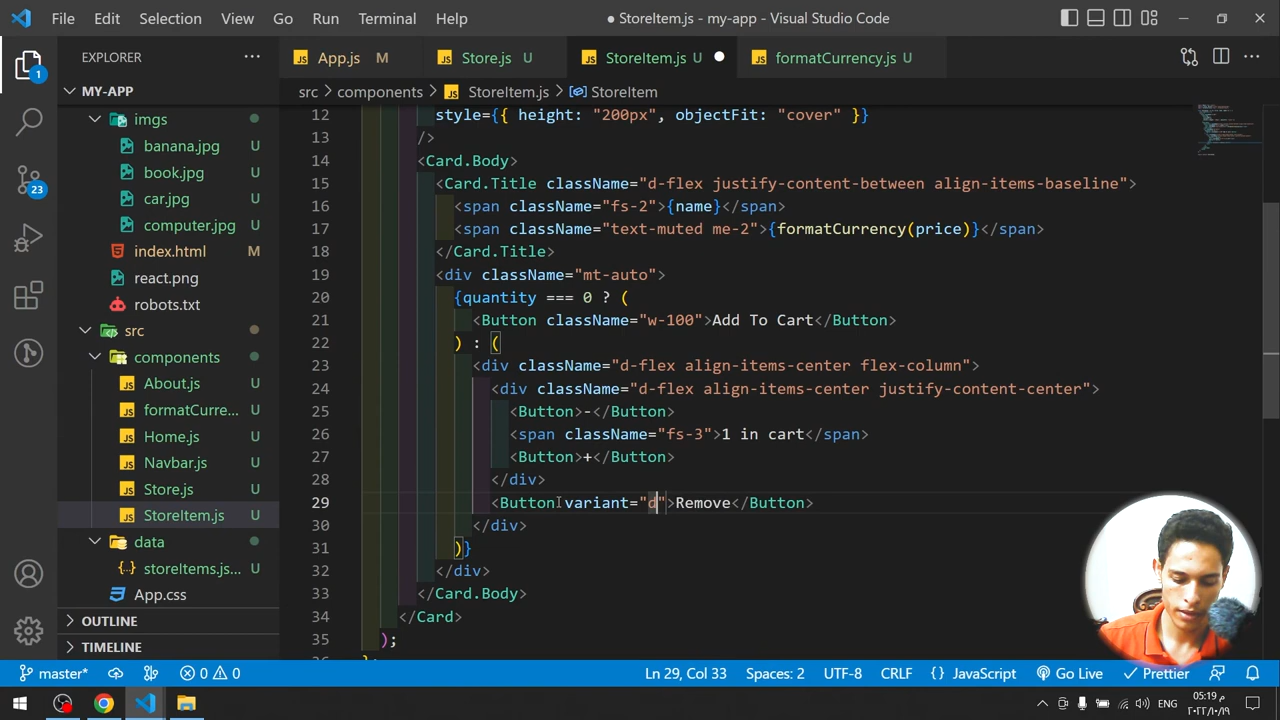 File Edit Selection View Go Run Terminal Help
● StoreItem.js - my-app - Visual Studio Code
EXPLORER
MY-APP
imgs
banana.jpg
book.jpg
car.jpg
computer.jpg
index.html M
react.png
robots.txt
src
components
About.js U
formatCurre... U
Home.js U
Navbar.js U
Store.js U
StoreItem.js U
data
storeItems.js... U
App.css
OUTLINE
TIMELINE
1
23
App.js M
Store.js U
StoreItem.js U
formatCurrency.js U
src > components > StoreItem.js > StoreItem
12 style={{ height: "200px", objectFit: "cover" }}
13 />
14 <Card.Body>
15 <Card.Title className="d-flex justify-content-between align-items-baseline">
16 <span className="fs-2">{name}</span>
17 <span className="text-muted me-2">{formatCurrency(price)}</span>
18 </Card.Title>
19 <div className="mt-auto">
20 {quantity === 0 ? (
21 <Button className="w-100">Add To Cart</Button>
22 ) : (
23 <div className="d-flex align-items-center flex-column">
24 <div className="d-flex align-items-center justify-content-center">
25 <Button>-</Button>
26 <span className="fs-3">1 in cart</span>
27 <Button>+</Button>
28 </div>
29 <Button variant="d">Remove</Button>
30 </div>
31 )}
32 </div>
33 </Card.Body>
34 </Card>
35 );
master* 0 0 Ln 29, Col 33 Spaces: 2 UTF-8 CRLF {} JavaScript Go Live Prettier
ENG
٠٥:١٩ م